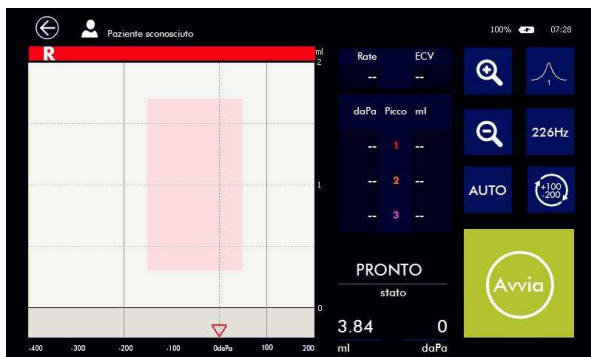 Paziente sconosciuto
100% 07:28
R
ml
2
1
0
-400 -300 -200 -100 0daPa 100 200
Rate ECV
-- --
daPa Picco ml
-- 1 --
-- 2 --
-- 3 --
PRONTO
stato
3.84 0
ml daPa
1
226Hz
AUTO
+100
-200
Avvia